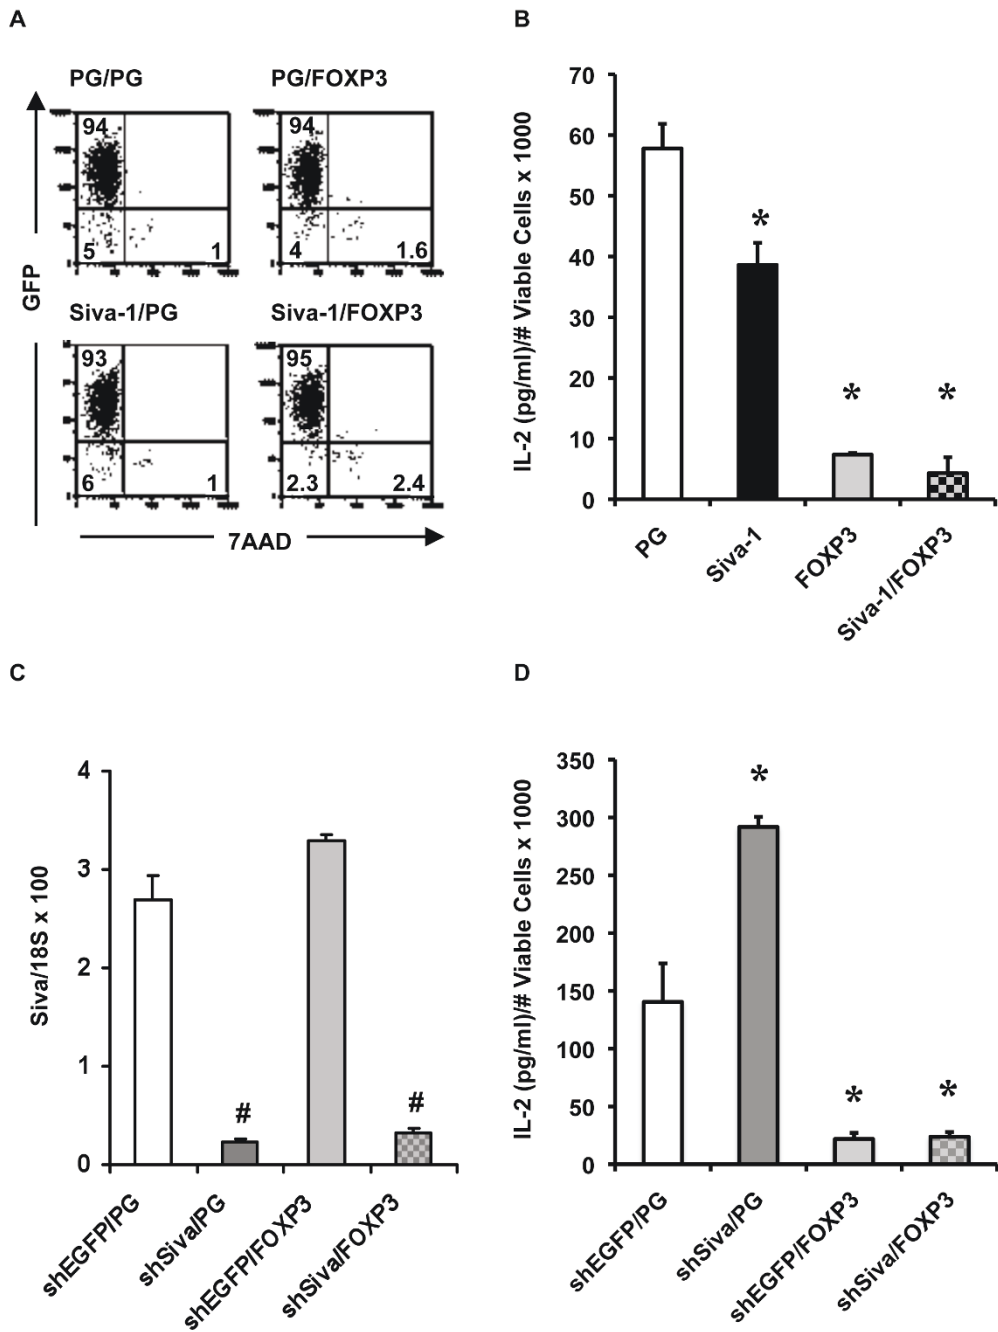 A
PG/PG
PG/FOXP3
94
5
1
94
4
1.6
GFP
Siva-1/PG
Siva-1/FOXP3
93
6
1
95
2.3
2.4
7AAD
B
IL-2 (pg/ml)/# Viable Cells x 1000
70
60
50
40
30
20
10
0
*
*
*
PG
Siva-1
FOXP3
Siva-1/FOXP3
C
Siva/18S x 100
4
3
2
1
0
#
#
shEGFP/PG
shSiva/PG
shEGFP/FOXP3
shSiva/FOXP3
D
IL-2 (pg/ml)/# Viable Cells x 1000
350
300
250
200
150
100
50
0
*
*
*
shEGFP/PG
shSiva/PG
shEGFP/FOXP3
shSiva/FOXP3